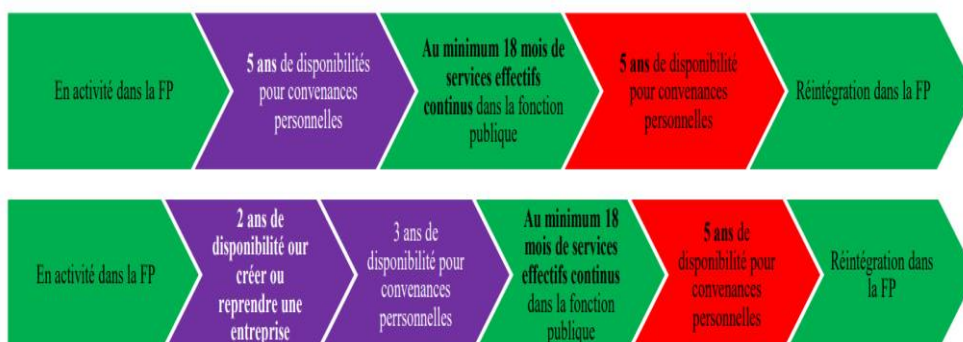 En activité dans la FP
5 ans de disponibilités
pour convenances
personnelles
Au minimum 18 mois de
services effectifs
continus dans la fonction
publique
5 ans de disponibilité
pour convenances
personnelles
Réintégration dans la FP
En activité dans la FP
2 ans de
disponibilité our
créer ou
reprendre une
entreprise
3 ans de
disponibilité pour
convenances
perrsonnelles
Au minimum 18
mois de services
effectifs continus
dans la fonction
publique
5 ans de
disponibilité pour
convenances
personnelles
Réintégration dans
la FP